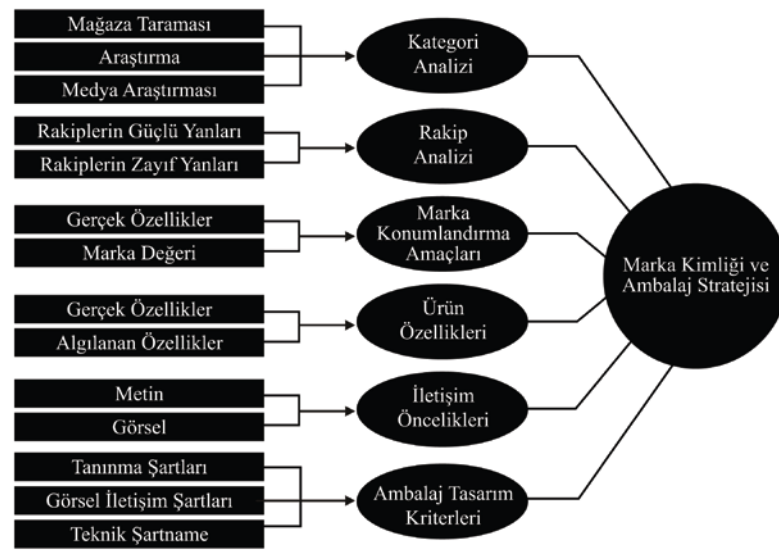 Mağaza Taraması
Araştırma
Medya Araştırması
Kategori
Analizi
Rakiplerin Güçlü Yanları
Rakiplerin Zayıf Yanları
Rakip
Analizi
Gerçek Özellikler
Marka Değeri
Marka
Konumlandırma
Amaçları
Gerçek Özellikler
Algılanan Özellikler
Ürün
Özellikleri
Metin
Görsel
İletişim
Öncelikleri
Tanınma Şartları
Görsel İletişim Şartları
Teknik Şartname
Ambalaj Tasarım
Kriterleri
Marka Kimliği ve
Ambalaj Stratejisi